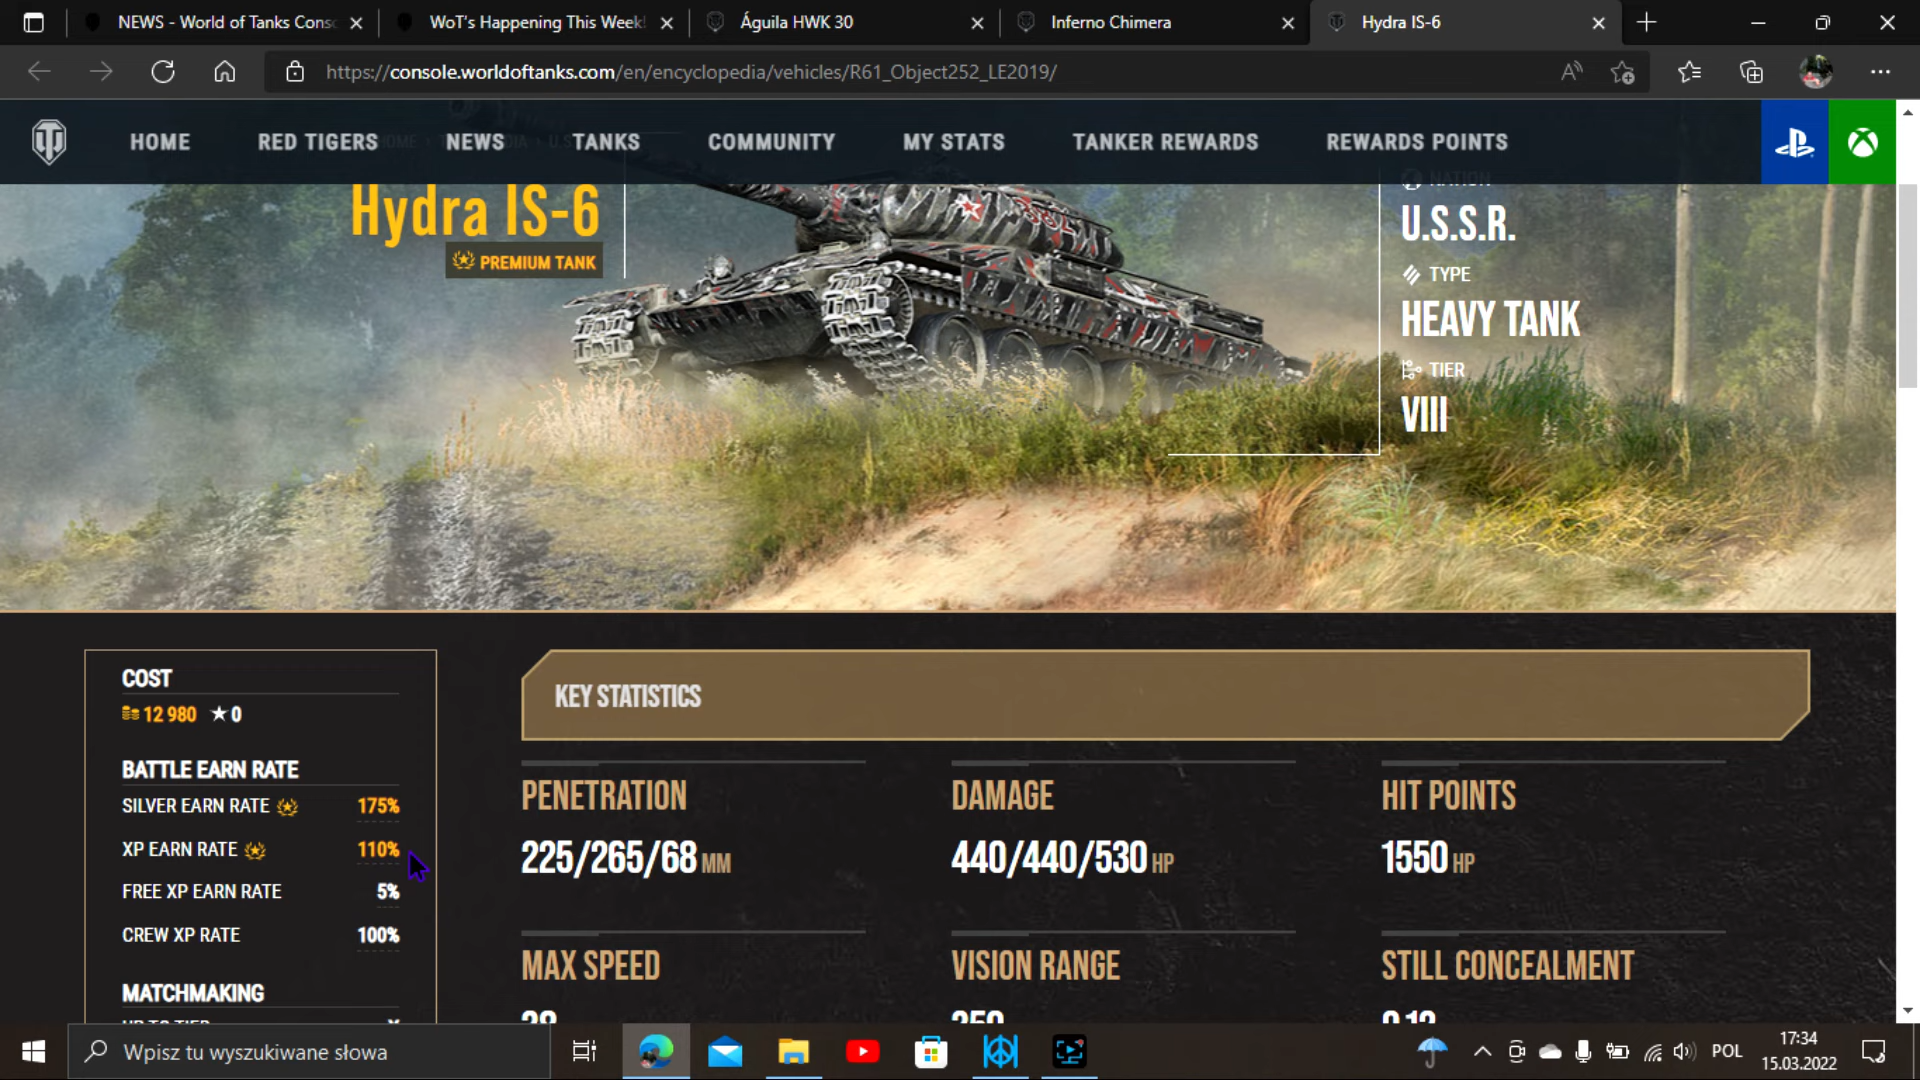 NEWS - World of Tanks Conso
WoT's Happening This Week!
Águila HWK 30
Inferno Chimera
Hydra IS-6
https://console.worldoftanks.com/en/encyclopedia/vehicles/R61_Object252_LE2019/
HOME
RED TIGERS
NEWS
TANKS
COMMUNITY
MY STATS
TANKER REWARDS
REWARDS POINTS
Hydra IS-6
PREMIUM TANK
NATION
U.S.S.R.
TYPE
HEAVY TANK
TIER
VIII
COST
12 980 ★0
BATTLE EARN RATE
SILVER EARN RATE 175%
XP EARN RATE 110%
FREE XP EARN RATE 5%
CREW XP RATE 100%
MATCHMAKING
KEY STATISTICS
PENETRATION
225/265/68 MM
DAMAGE
440/440/530 HP
HIT POINTS
1550 HP
MAX SPEED
VISION RANGE
STILL CONCEALMENT
Wpisz tu wyszukiwane słowa
POL
17:34
15.03.2022